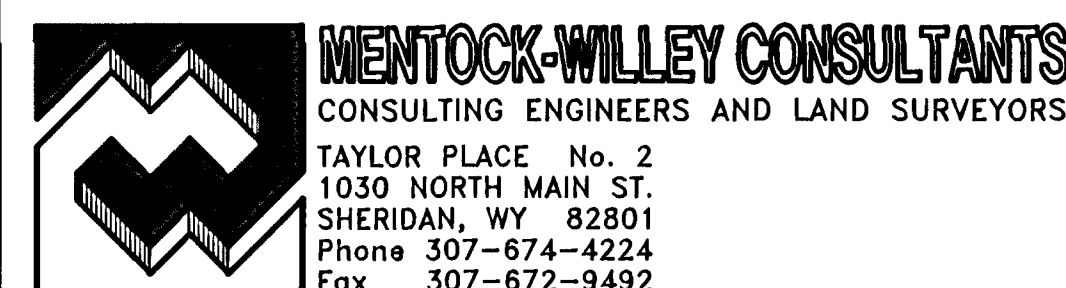 MENTOCK-WILLEY CONSULTANTS
CONSULTING ENGINEERS AND LAND SURVEYORS
TAYLOR PLACE No. 2
1030 NORTH MAIN ST.
SHERIDAN, WY 82801
Phone 307-674-4224
Fax 307-672-9492